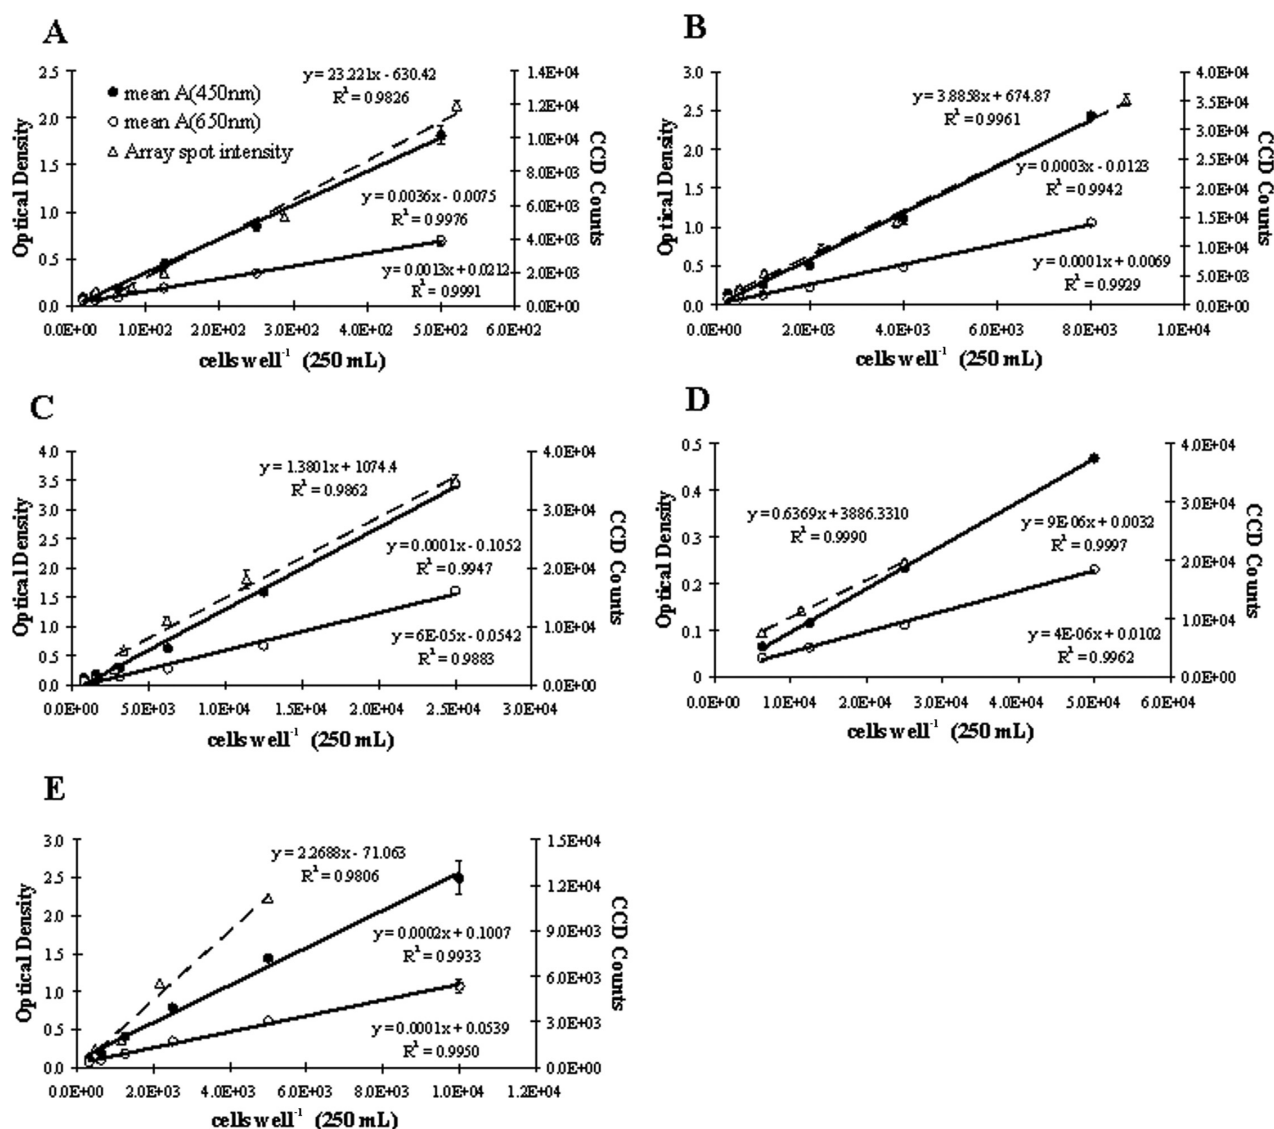 A
y = 23.221x - 630.42
R² = 0.9826
mean A(450nm)
mean A(650nm)
Array spot intensity
y = 0.0036x - 0.0075
R² = 0.9976
y = 0.0013x + 0.0212
R² = 0.9991
Optical Density
2.5
2.0
1.5
1.0
0.5
0.0
CCD Counts
1.4E+04
1.2E+04
1.0E+04
8.0E+03
6.0E+03
4.0E+03
2.0E+03
0.0E+00
0.0E+00 1.0E+02 2.0E+02 3.0E+02 4.0E+02 5.0E+02 6.0E+02
cells well⁻¹ (250 mL)
B
y = 3.8858x + 674.87
R² = 0.9961
y = 0.0003x - 0.0123
R² = 0.9942
y = 0.0001x + 0.0069
R² = 0.9929
Optical Density
3.0
2.5
2.0
1.5
1.0
0.5
0.0
CCD Counts
4.0E+04
3.5E+04
3.0E+04
2.5E+04
2.0E+04
1.5E+04
1.0E+04
5.0E+03
0.0E+00
0.0E+00 2.0E+03 4.0E+03 6.0E+03 8.0E+03 1.0E+04
cells well⁻¹ (250 mL)
C
y = 1.3801x + 1074.4
R² = 0.9862
y = 0.0001x - 0.1052
R² = 0.9947
y = 6E-05x - 0.0542
R² = 0.9883
Optical Density
4.0
3.5
3.0
2.5
2.0
1.5
1.0
0.5
0.0
CCD Counts
4.0E+04
3.0E+04
2.0E+04
1.0E+04
0.0E+00
0.0E+00 5.0E+03 1.0E+04 1.5E+04 2.0E+04 2.5E+04 3.0E+04
cells well⁻¹ (250 mL)
D
y = 0.6369x + 3886.3310
R² = 0.9990
y = 9E-06x + 0.0032
R² = 0.9997
y = 4E-06x + 0.0102
R² = 0.9962
Optical Density
0.5
0.4
0.3
0.2
0.1
0
CCD Counts
4.0E+04
3.0E+04
2.0E+04
1.0E+04
0.0E+00
0.0E+00 1.0E+04 2.0E+04 3.0E+04 4.0E+04 5.0E+04 6.0E+04
cells well⁻¹ (250 mL)
E
y = 2.2688x - 71.063
R² = 0.9806
y = 0.0002x + 0.1007
R² = 0.9933
y = 0.0001x + 0.0539
R² = 0.9950
Optical Density
3.0
2.5
2.0
1.5
1.0
0.5
0.0
CCD Counts
1.5E+04
1.2E+04
9.0E+03
6.0E+03
3.0E+03
0.0E+00
0.0E+00 2.0E+03 4.0E+03 6.0E+03 8.0E+03 1.0E+04 1.2E+04
cells well⁻¹ (250 mL)